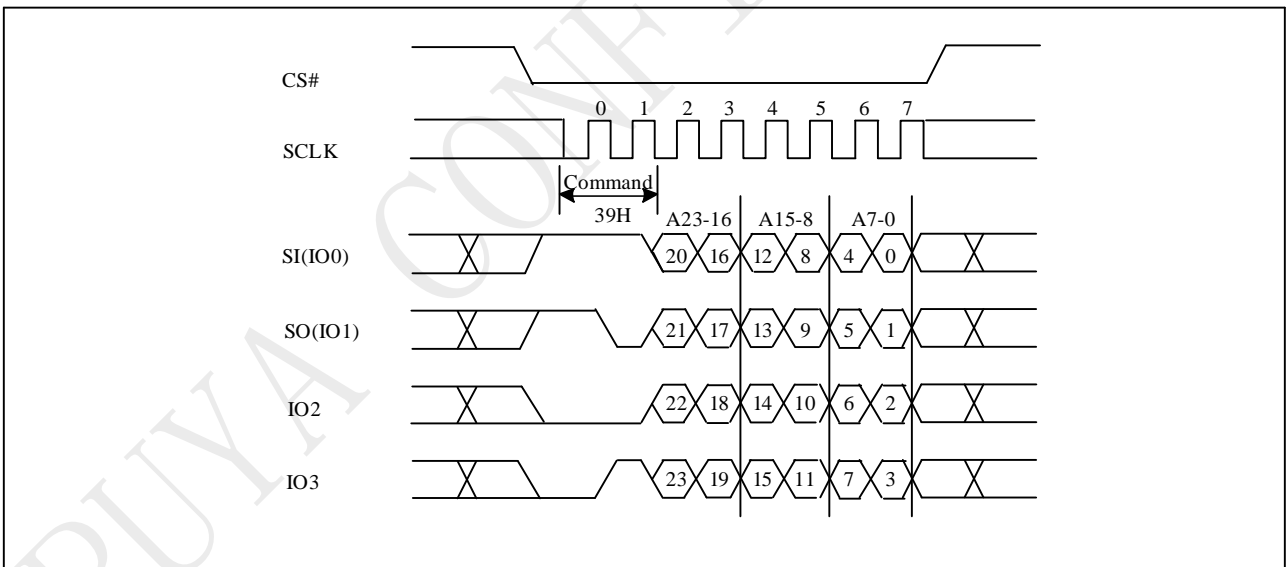 CS#
0 1 2 3 4 5 6 7
SCLK
Command
39H
A23-16 A15-8 A7-0
SI(IO0) 20 16 12 8 4 0
SO(IO1) 21 17 13 9 5 1
IO2 22 18 14 10 6 2
IO3 23 19 15 11 7 3
PUYA CONF